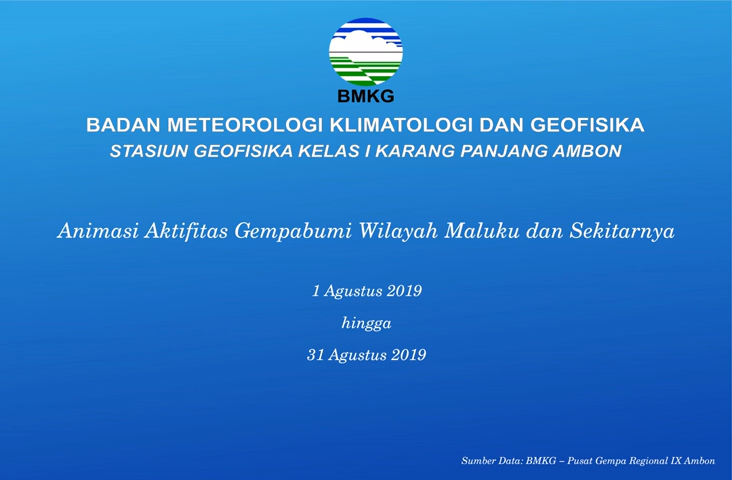 BMKG
BADAN METEOROLOGI KLIMATOLOGI DAN GEOFISIKA
STASIUN GEOFISIKA KELAS I KARANG PANJANG AMBON
Animasi Aktifitas Gempabumi Wilayah Maluku dan Sekitarnya
1 Agustus 2019
hingga
31 Agustus 2019
Sumber Data: BMKG – Pusat Gempa Regional IX Ambon